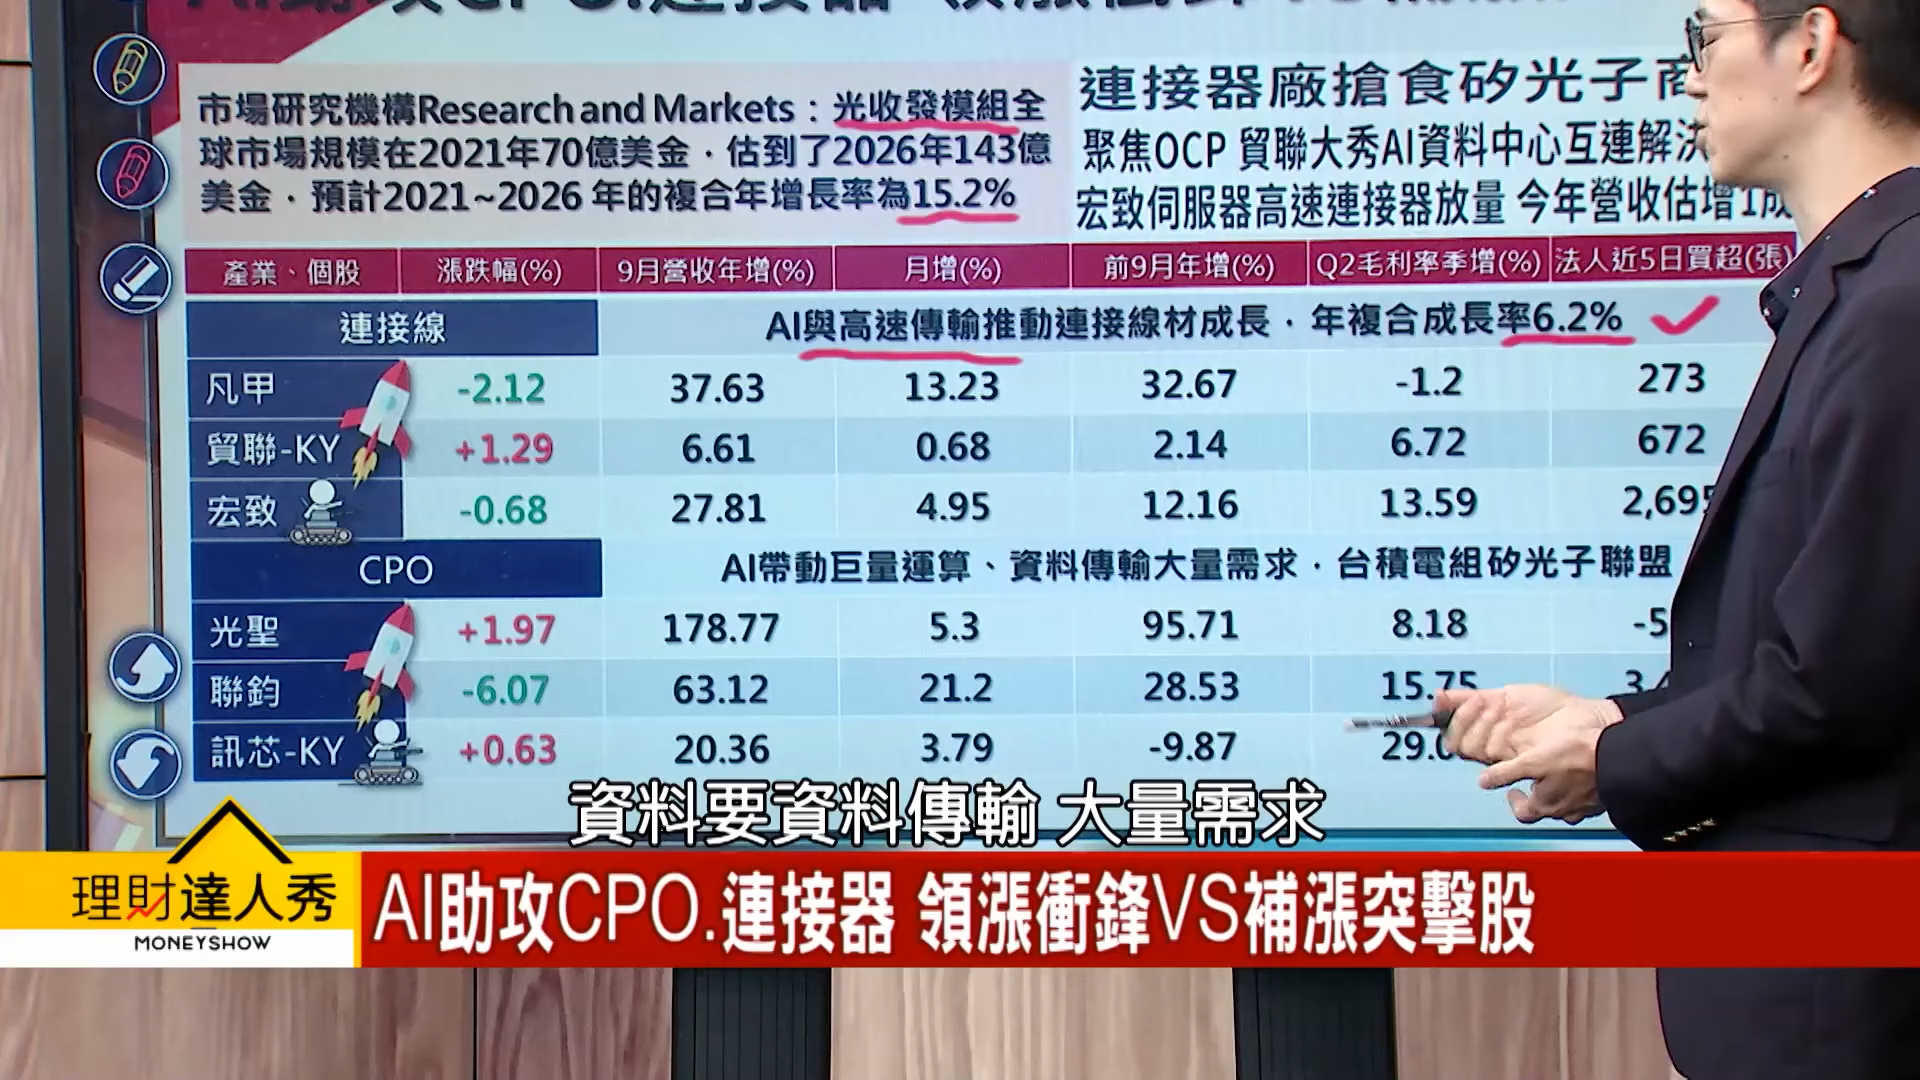 市場研究機構Research and Markets：光收發模組全
球市場規模在2021年70億美金，估到了2026年143億
美金，預計2021~2026 年的複合年增長率為15.2%
連接器廠搶食矽光子商
聚焦OCP 貿聯大秀AI資料中心互連解決
宏致伺服器高速連接器放量 今年營收估增1成
產業、個股 漲跌幅(%) 9月營收年增(%) 月增(%) 前9月年增(%) Q2毛利率季增(%) 法人近5日買超(張)
連接線 AI與高速傳輸推動連接線材成長，年複合成長率6.2%
凡甲 -2.12 37.63 13.23 32.67 -1.2 273
貿聯-KY +1.29 6.61 0.68 2.14 6.72 672
宏致 -0.68 27.81 4.95 12.16 13.59 2,695
CPO AI帶動巨量運算、資料傳輸大量需求，台積電組矽光子聯盟
光聖 +1.97 178.77 5.3 95.71 8.18 -5
聯鈞 -6.07 63.12 21.2 28.53 15.75
訊芯-KY +0.63 20.36 3.79 -9.87
資料要資料傳輸 大量需求
理財達人秀
MONEYSHOW
AI助攻CPO.連接器 領漲衝鋒VS補漲突擊股